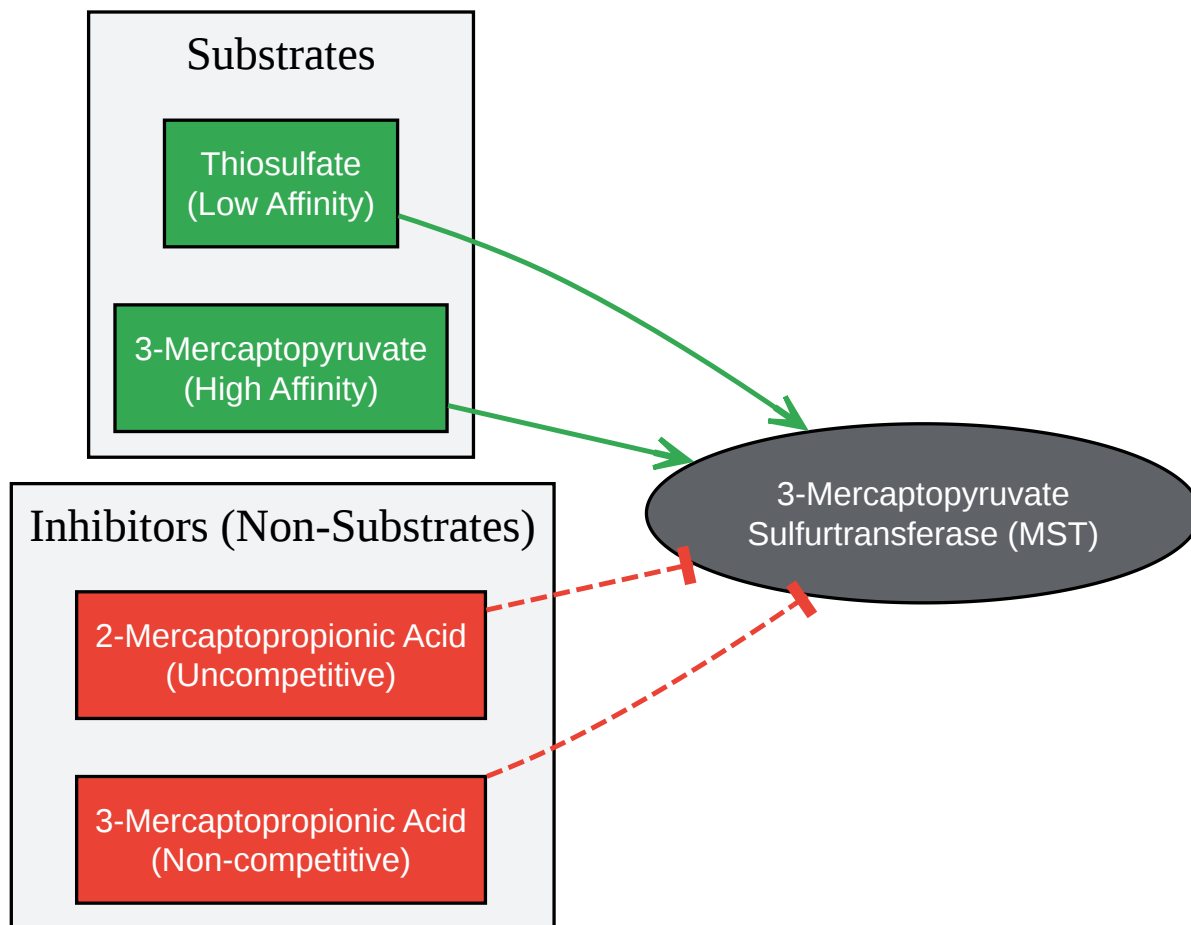 Substrates
Thiosulfate
(Low Affinity)
3-Mercaptopyruvate
(High Affinity)
3-Mercaptopyruvate
Sulfurtransferase (MST)
Inhibitors (Non-Substrates)
2-Mercaptopropionic Acid
(Uncompetitive)
3-Mercaptopropionic Acid
(Non-competitive)